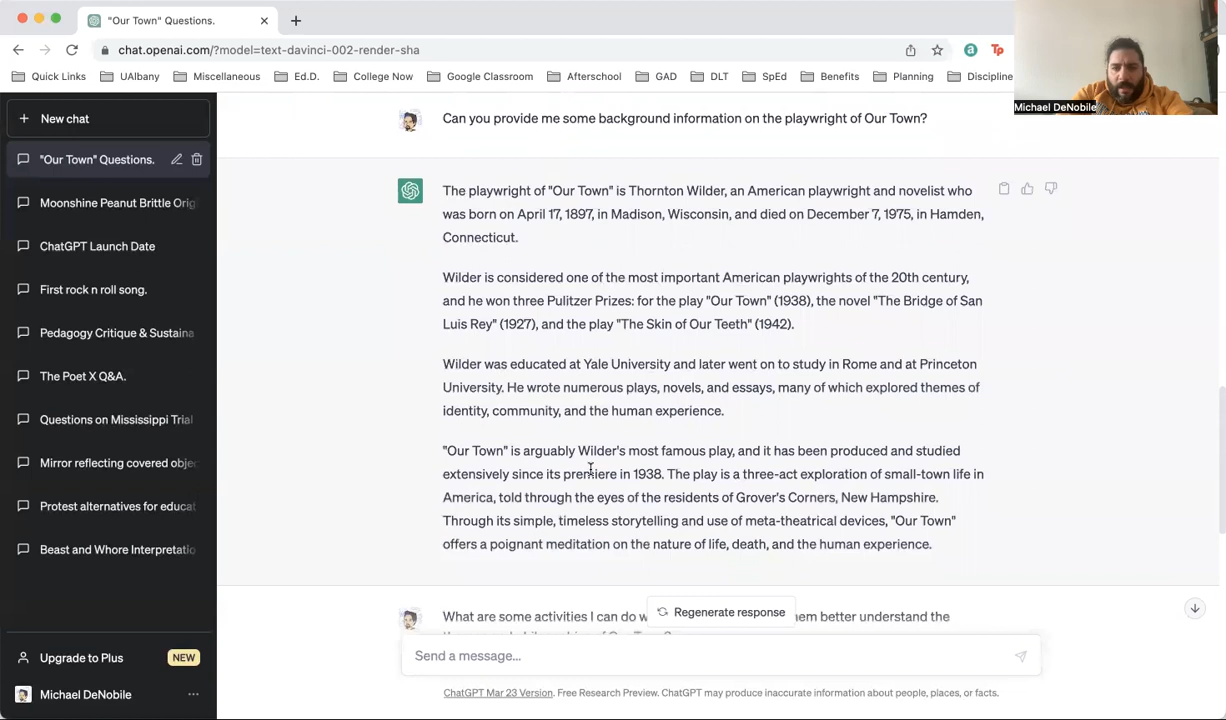 "Our Town" Questions.
chat.openai.com/?model=text-davinci-002-render-sha
Quick Links
UAlbany
Miscellaneous
Ed.D.
College Now
Google Classroom
Afterschool
GAD
DLT
SpEd
Benefits
Planning
Discipline
Michael DeNobile
New chat
"Our Town" Questions.
Moonshine Peanut Brittle Orig
ChatGPT Launch Date
First rock n roll song.
Pedagogy Critique & Sustaina
The Poet X Q&A.
Questions on Mississippi Trial
Mirror reflecting covered obje
Protest alternatives for educat
Beast and Whore Interpretatio
Upgrade to Plus
NEW
Michael DeNobile
Can you provide me some background information on the playwright of Our Town?
The playwright of "Our Town" is Thornton Wilder, an American playwright and novelist who
was born on April 17, 1897, in Madison, Wisconsin, and died on December 7, 1975, in Hamden,
Connecticut.
Wilder is considered one of the most important American playwrights of the 20th century,
and he won three Pulitzer Prizes: for the play "Our Town" (1938), the novel "The Bridge of San
Luis Rey" (1927), and the play "The Skin of Our Teeth" (1942).
Wilder was educated at Yale University and later went on to study in Rome and at Princeton
University. He wrote numerous plays, novels, and essays, many of which explored themes of
identity, community, and the human experience.
"Our Town" is arguably Wilder's most famous play, and it has been produced and studied
extensively since its premiere in 1938. The play is a three-act exploration of small-town life in
America, told through the eyes of the residents of Grover's Corners, New Hampshire.
Through its simple, timeless storytelling and use of meta-theatrical devices, "Our Town"
offers a poignant meditation on the nature of life, death, and the human experience.
What are some activities I can do w
em better understand the
Regenerate response
Send a message...
ChatGPT Mar 23 Version. Free Research Preview. ChatGPT may produce inaccurate information about people, places, or facts.